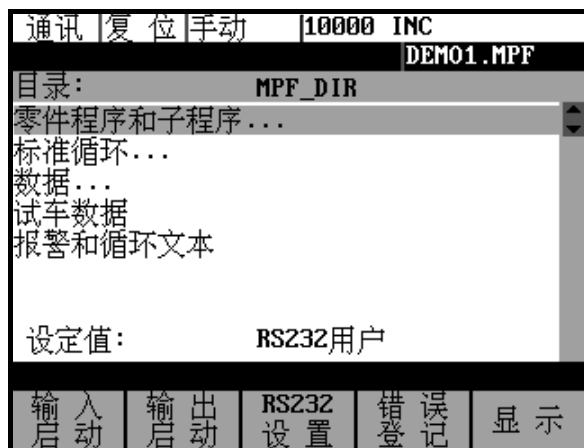 通讯 复 位 手动 10000 INC
DEMO1.MPF
目录: MPF_DIR
零件程序和子程序...
标准循环...
数据...
试车数据
报警和循环文本
设定值: RS232用户
输 入 输 出 RS232 错 误 显 示
启 动 启 动 设 置 登 记